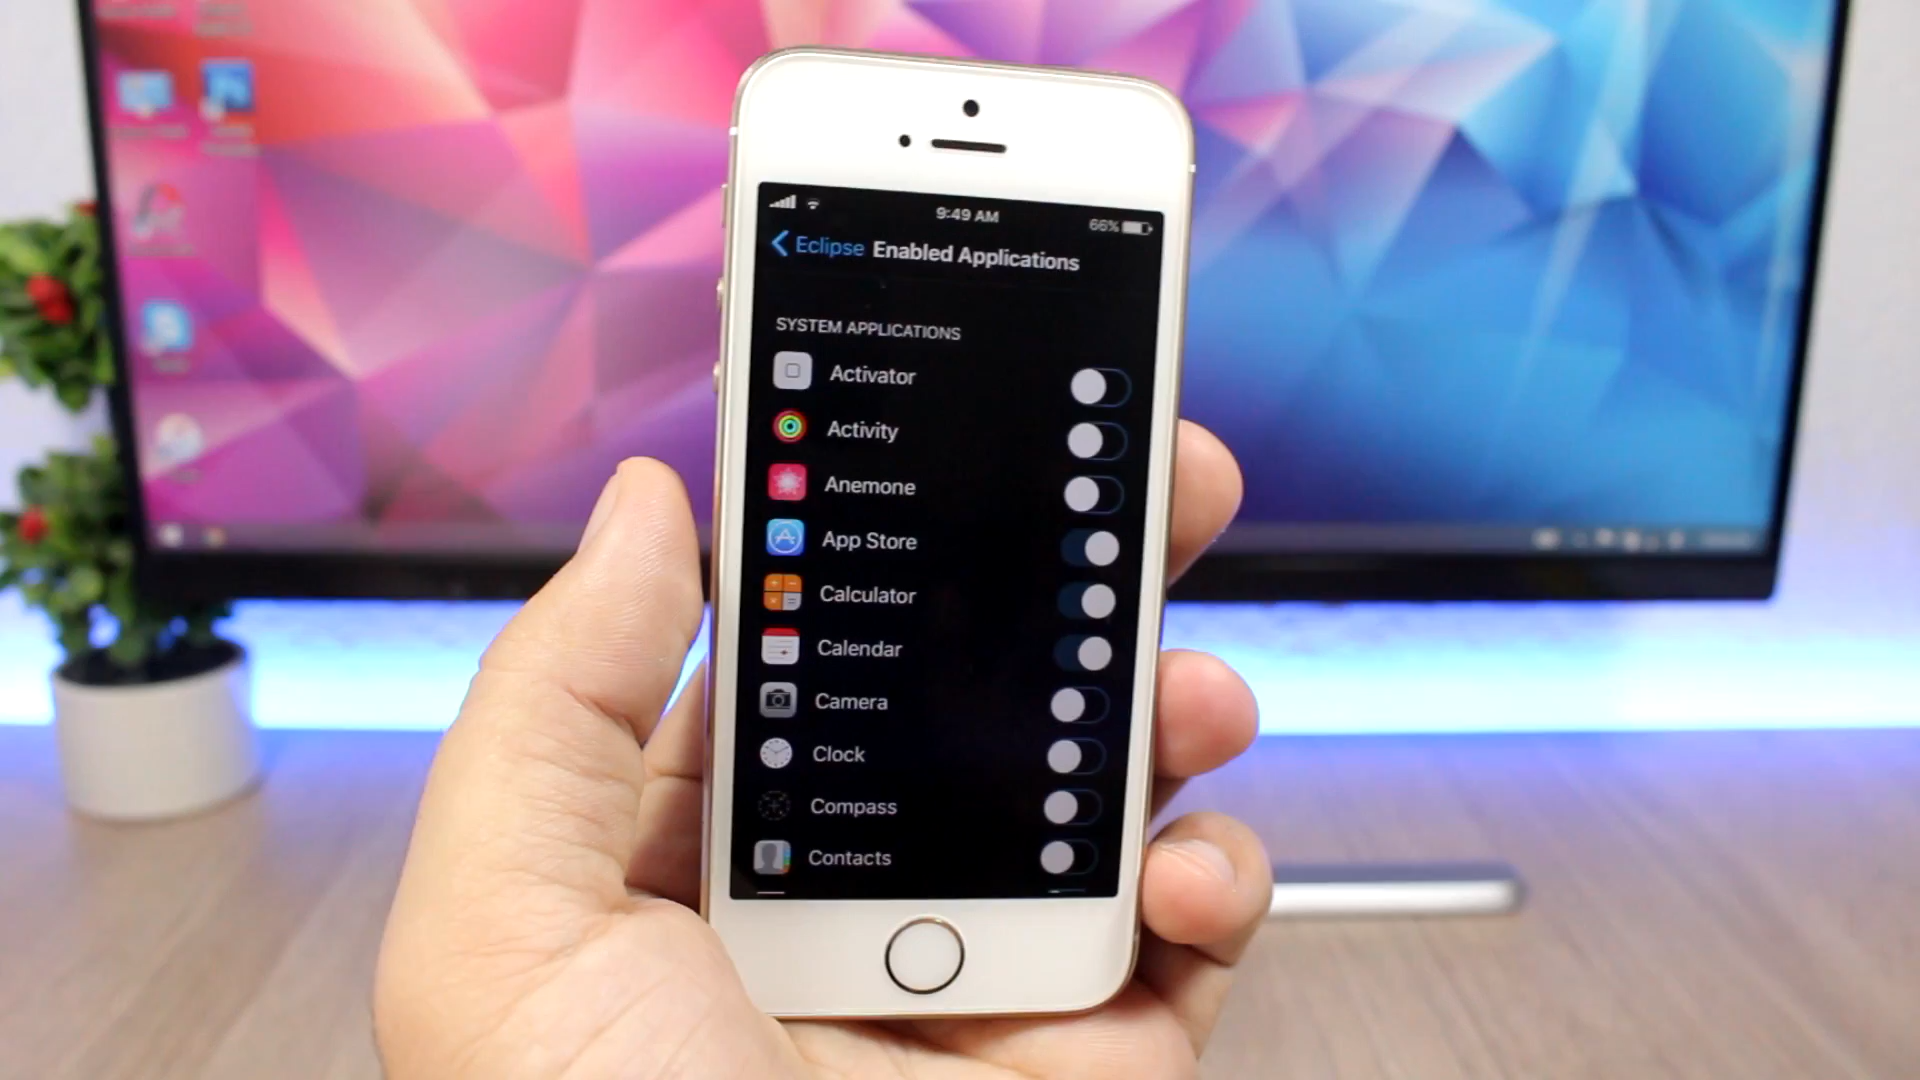 9:49 AM
66%
Eclipse Enabled Applications
SYSTEM APPLICATIONS
Activator
Activity
Anemone
App Store
Calculator
Calendar
Camera
Clock
Compass
Contacts